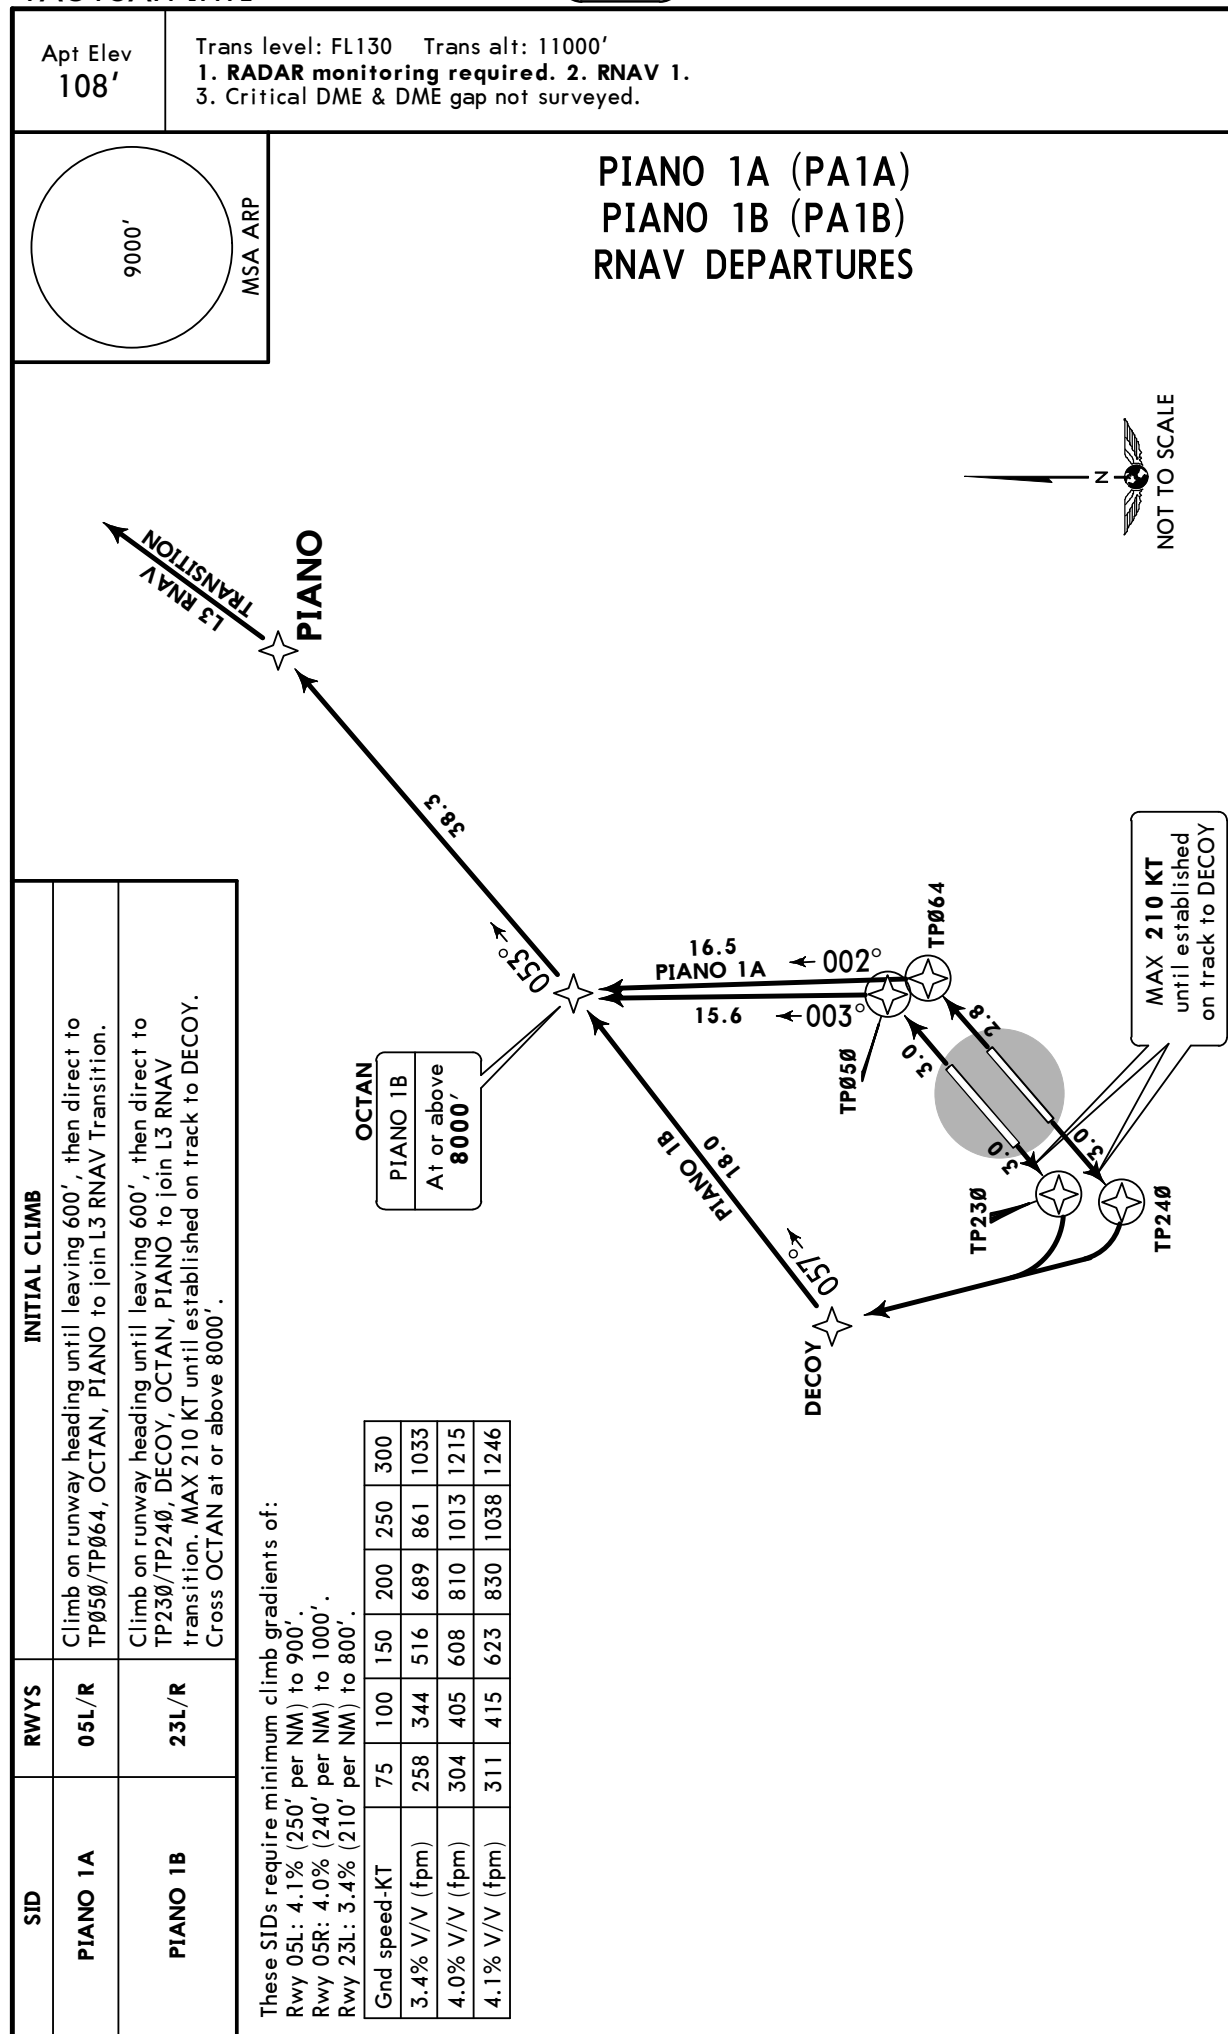 Apt Elev
108'
Trans level: FL130 Trans alt: 11000'
1. RADAR monitoring required. 2. RNAV 1.
3. Critical DME & DME gap not surveyed.
9000'
MSA ARP
PIANO 1A (PA1A)
PIANO 1B (PA1B)
RNAV DEPARTURES
N
NOT TO SCALE
L3 RNAV
TRANSITION
PIANO
38.3
053°
OCTAN
PIANO 1B
At or above
8000'
16.5
PIANO 1A
002°
15.6
003°
TPØ64
TPØ5Ø
2.8
3.0
3.0
3.0
MAX 210 KT
until established
on track to DECOY
TP23Ø
TP24Ø
PIANO 1B
18.0
057°
DECOY
SID RWYS INITIAL CLIMB
PIANO 1A 05L/R Climb on runway heading until leaving 600', then direct to
TPØ5Ø/TPØ64, OCTAN, PIANO to join L3 RNAV Transition.
PIANO 1B 23L/R Climb on runway heading until leaving 600', then direct to
TP23Ø/TP24Ø, DECOY, OCTAN, PIANO to join L3 RNAV
transition. MAX 210 KT until established on track to DECOY.
Cross OCTAN at or above 8000'.
These SIDs require minimum climb gradients of:
Rwy 05L: 4.1% (250' per NM) to 900'.
Rwy 05R: 4.0% (240' per NM) to 1000'.
Rwy 23L: 3.4% (210' per NM) to 800'.
Gnd speed-KT 75 100 150 200 250 300
3.4% V/V (fpm) 258 344 516 689 861 1033
4.0% V/V (fpm) 304 405 608 810 1013 1215
4.1% V/V (fpm) 311 415 623 830 1038 1246